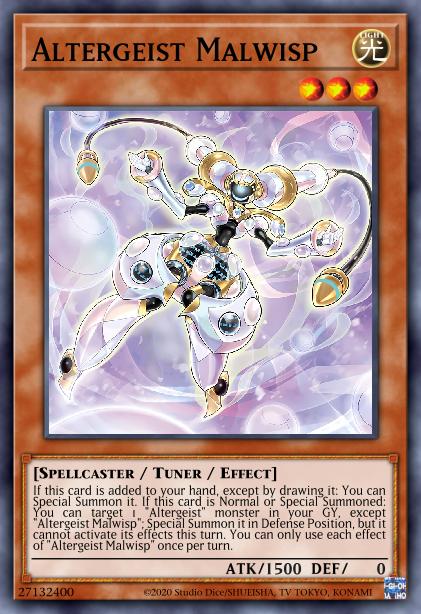 ALTERGEIST MALWISP
LIGHT
光
[SPELLCASTER / TUNER / EFFECT]
If this card is added to your hand, except by drawing it: You can
Special Summon it. If this card is Normal or Special Summoned:
You can target 1 "Altergeist" monster in your GY, except
"Altergeist Malwisp"; Special Summon it in Defense Position, but it
cannot activate its effects this turn. You can only use each effect
of "Altergeist Malwisp" once per turn.
ATK/1500 DEF/ 0
27132400
©2020 Studio Dice/SHUEISHA, TV TOKYO, KONAMI